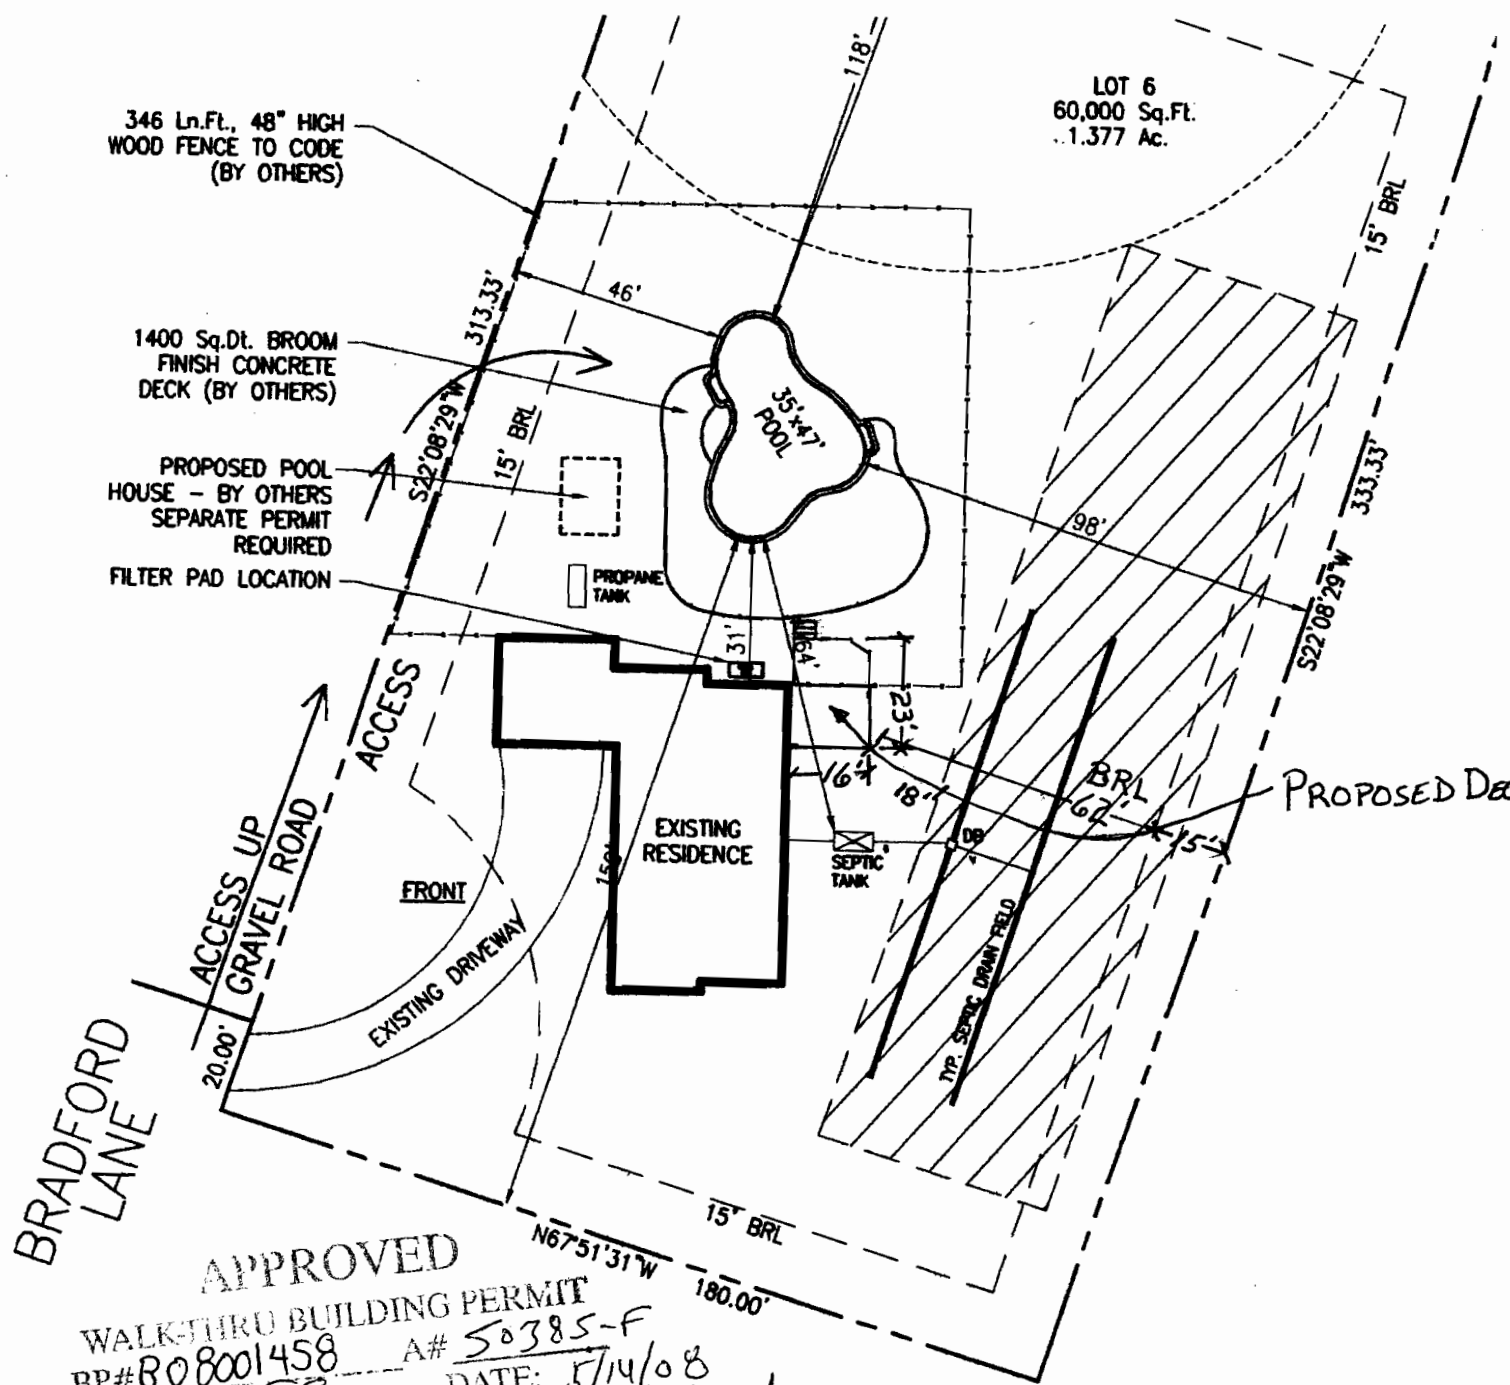 118'
LOT 6
60,000 Sq.Ft.
1.377 Ac.
346 Ln.Ft., 48" HIGH
WOOD FENCE TO CODE
(BY OTHERS)
15' BRL
46'
313.33'
1400 Sq.Dt. BROOM
FINISH CONCRETE
DECK (BY OTHERS)
35'x47'
POOL
S22°08'29"W
15' BRL
PROPOSED POOL
HOUSE - BY OTHERS
SEPARATE PERMIT
REQUIRED
333.33'
98'
FILTER PAD LOCATION
PROPANE
TANK
S22°08'29"W
31'
64'
23'
ACCESS
16'
18"
BRL
62'
15'
PROPOSED
ACCESS UP
GRAVEL ROAD
EXISTING
RESIDENCE
DB
SEPTIC
TANK
FRONT
EXISTING DRIVEWAY
TYP. SEPTIC DRAIN FIELD
20.00'
BRADFORD
LANE
15' BRL
N67°51'31"W
180.00'
APPROVED
WALK-THRU BUILDING PERMIT
BP# B08001458 A# 50385-F
DATE: 5/14/08